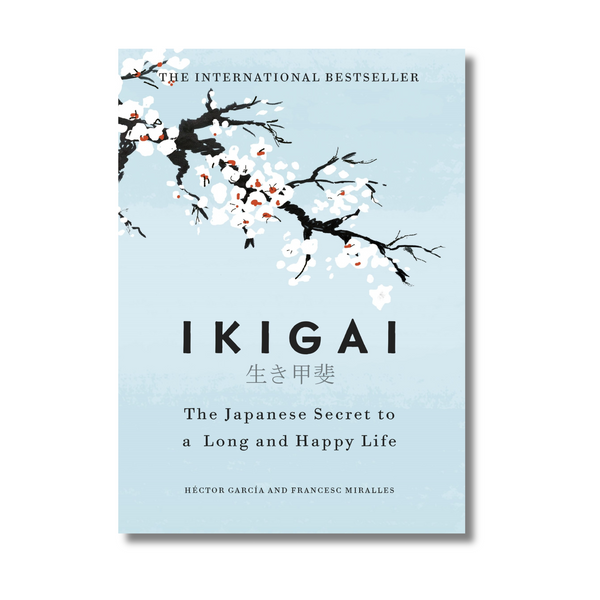 THE INTERNATIONAL BESTSELLER
IKIGAI
生き甲斐
The Japanese Secret to
a Long and Happy Life
HÉCTOR GARCÍA AND FRANCESC MIRALLES